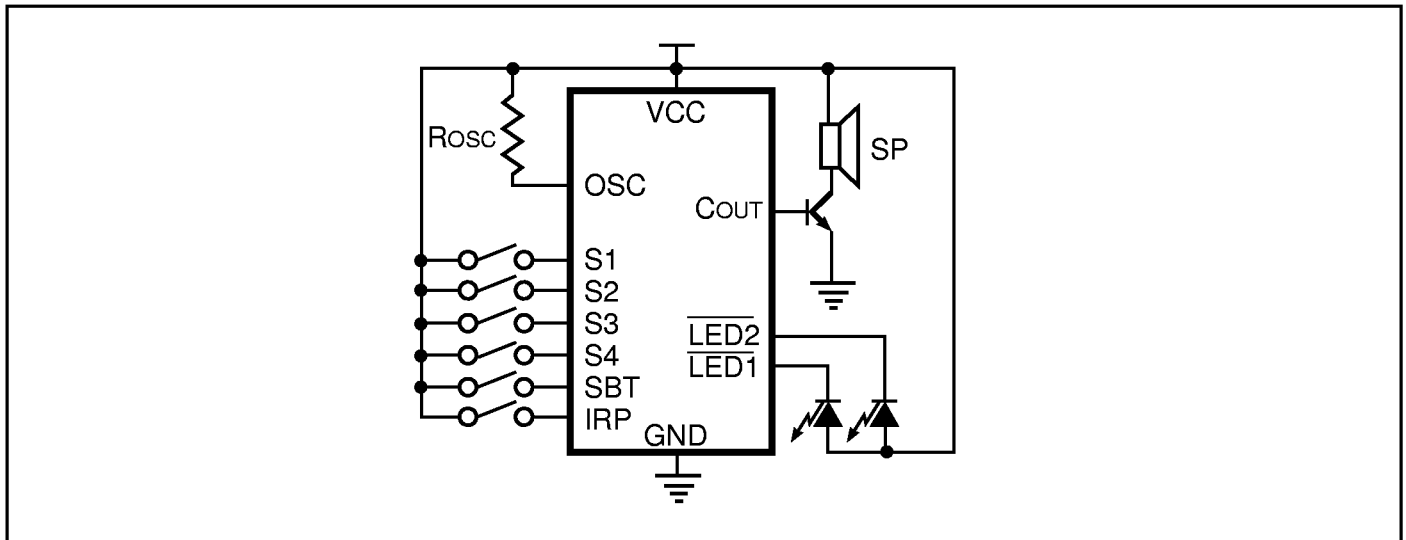 VCC
ROSC
OSC
SP
COUT
S1
S2
S3
S4
SBT
IRP
LED2
LED1
GND